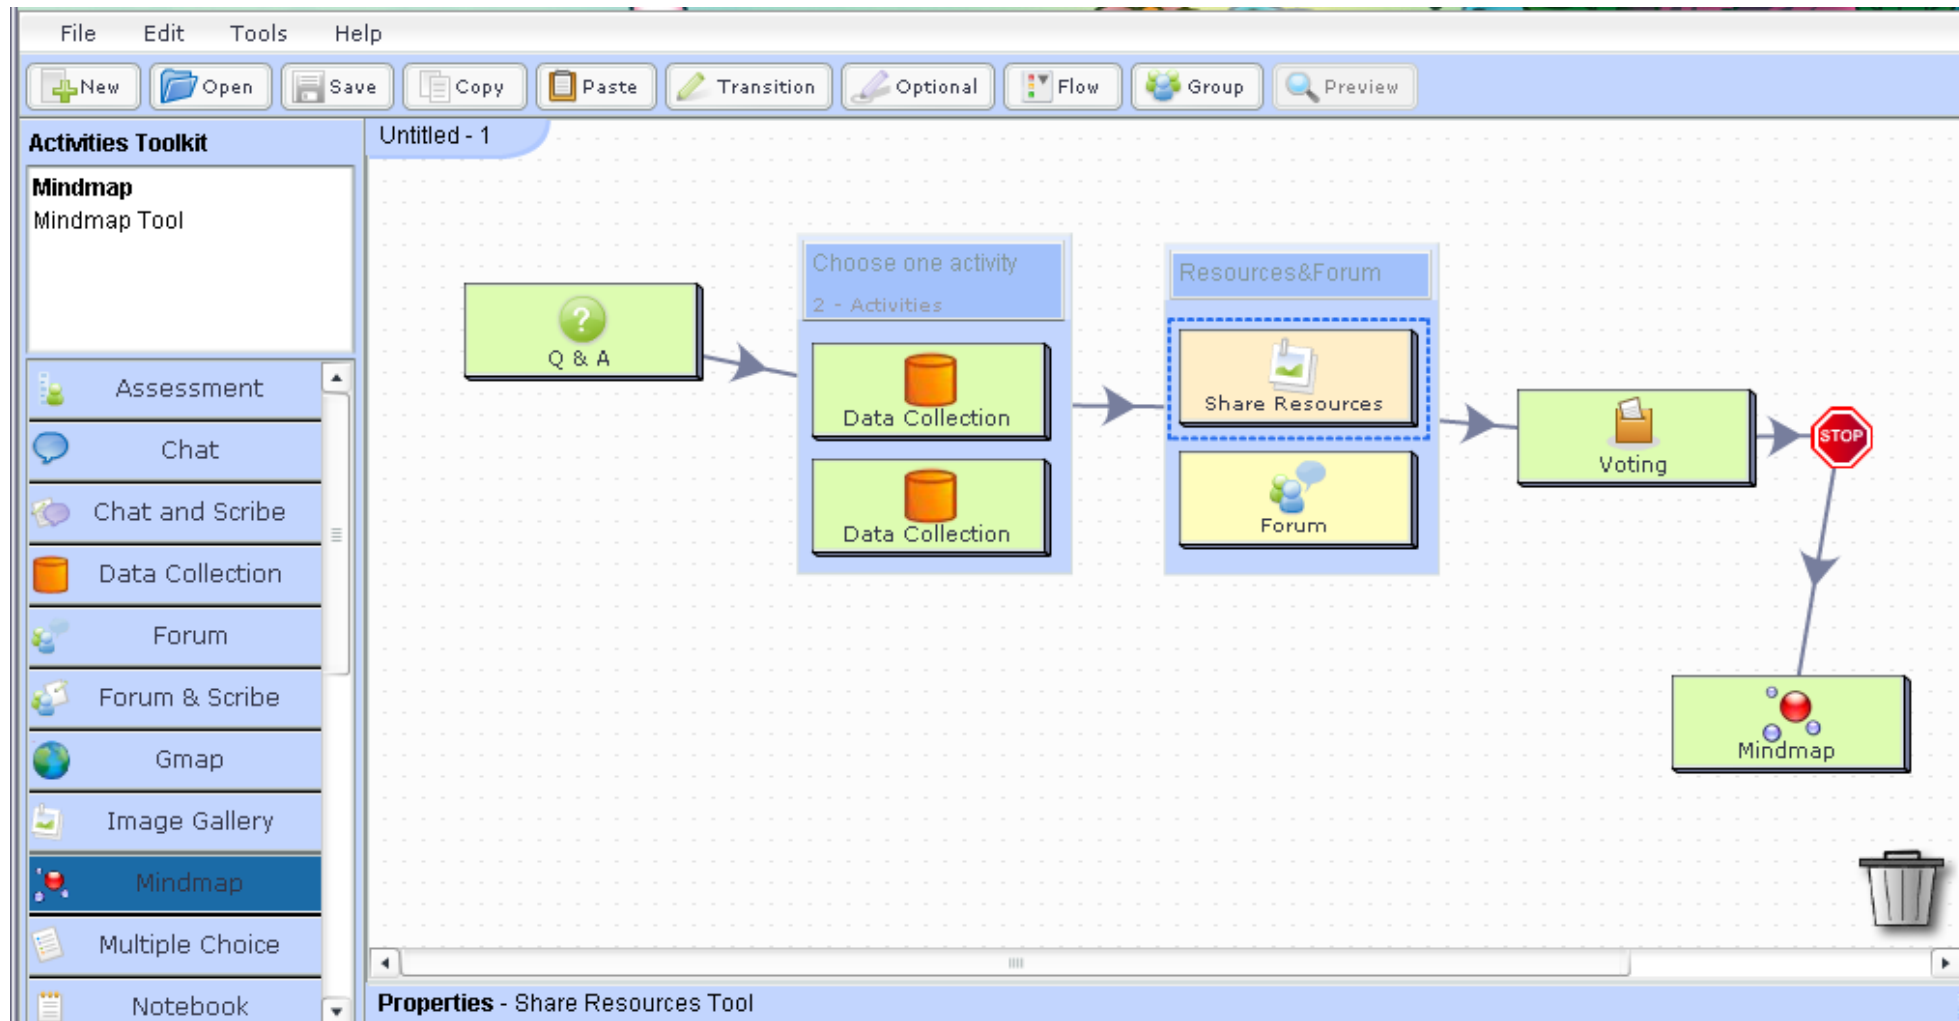 File Edit Tools Help
New Open Save Copy Paste Transition Optional Flow Group Preview
Activities Toolkit
Untitled - 1
Mindmap
Mindmap Tool
Choose one activity
2 - Activities
Resources&Forum
Q & A
Data Collection
Data Collection
Share Resources
Forum
Voting
STOP
Mindmap
Assessment
Chat
Chat and Scribe
Data Collection
Forum
Forum & Scribe
Gmap
Image Gallery
Mindmap
Multiple Choice
Notebook
Properties - Share Resources Tool